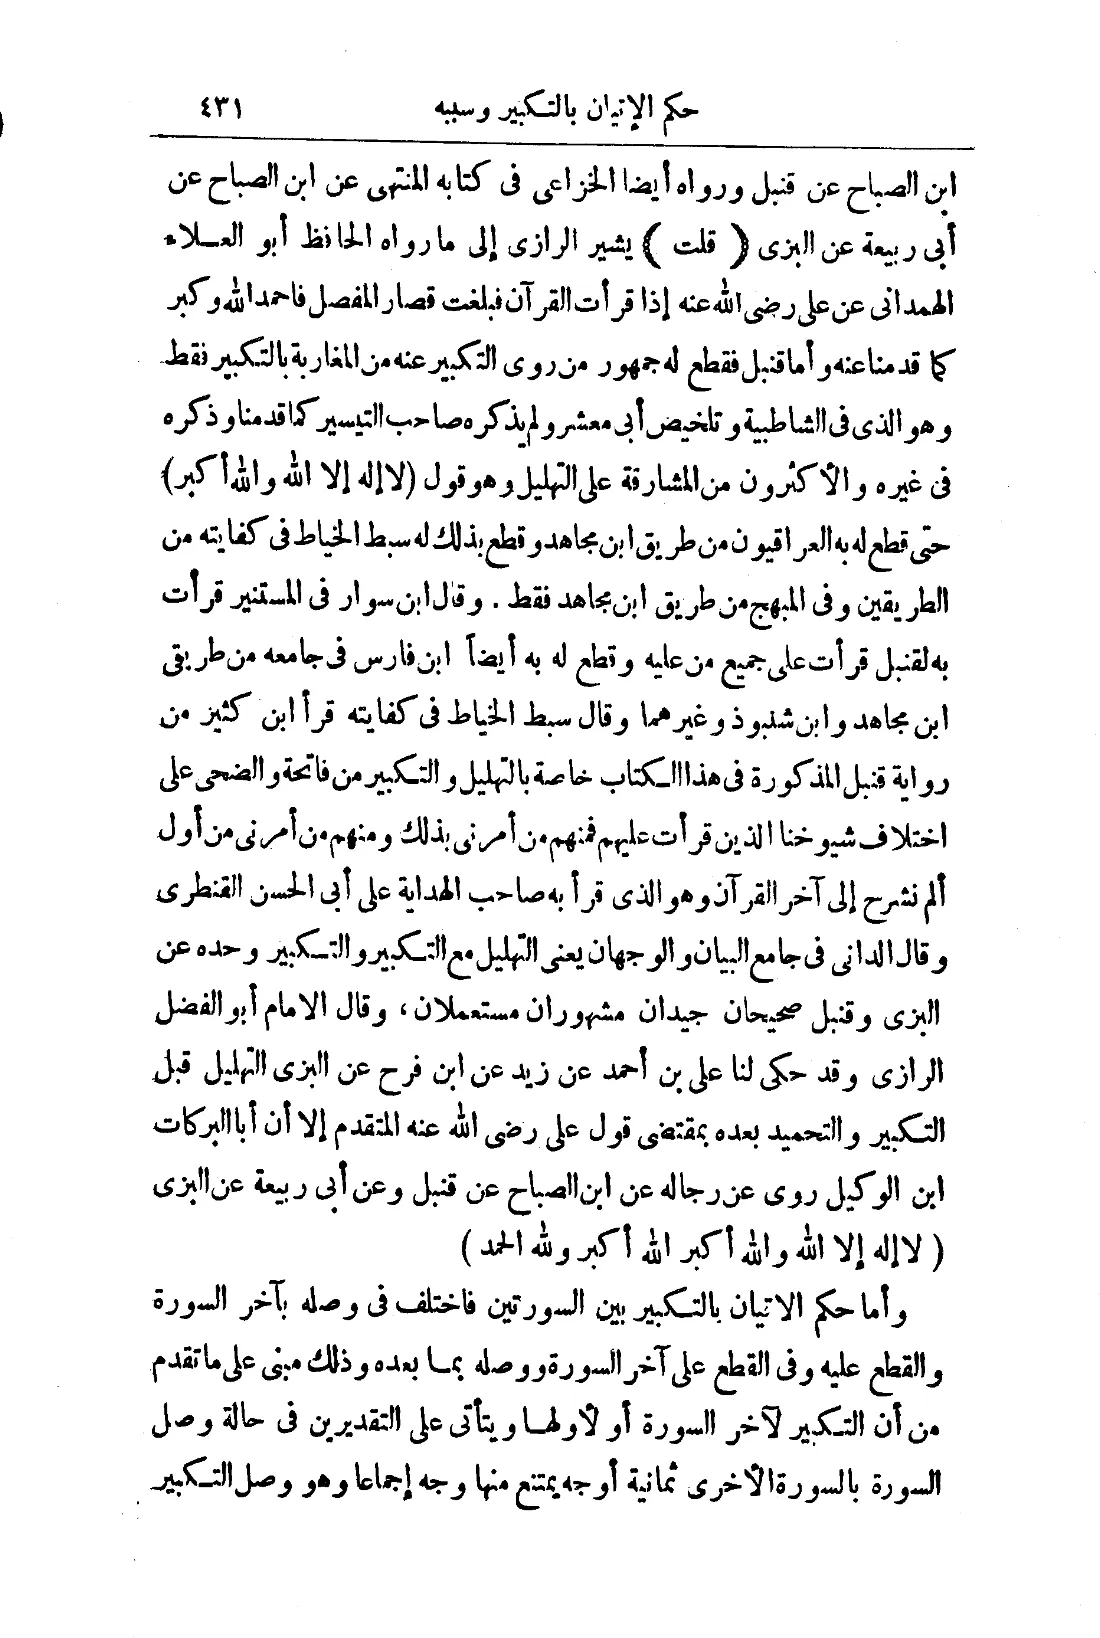 حكم الإتيان بالتكبير وسببه ٤٣١
ابن الصباح عن قنبل ورواه أيضا الخزاعى فى كتابه المنتهى عن ابن الصباح عن
أبى ربيعة عن البزى ( قلت ) يشير الرازى إلى ما رواه الحافظ أبو العلاء
الهمدانى عن على رضى الله عنه إذا قرأت القرآن فبلغت قصار المفصل فاحمد الله وكبر
كما قدمنا عنه وأما قنبل فقطع له جمهور من روى التكبير عنه من المغاربة بالتكبير فقط
وهو الذى فى الشاطبية وتلخيص أبى معشر ولم يذكره صاحب التيسير كما قدمنا وذكره
فى غيره والأكثرون من المشارقة على التهليل وهو قول (لا إله إلا الله والله أكبر)
حتى قطع له به العراقيون من طريق ابن مجاهد وقطع بذلك له سبط الخياط فى كفايته من
الطريقين وفى المبهج من طريق ابن مجاهد فقط . وقال ابن سوار فى المستنير قرأت
به لقنبل قرأت على جميع من عليه وقطع له به أيضاً ابن فارس فى جامعه من طريقى
ابن مجاهد وابن شنبوذ وغيرهما وقال سبط الخياط فى كفايته قرأ ابن كثير من
رواية قنبل المذكورة فى هذا الكتاب خاصة بالتهليل والتكبير من فاتحة والضحى على
اختلاف شيوخنا الذين قرأت عليهم فمنهم من أمرنى بذلك ومنهم من أمرنى من أول
ألم نشرح إلى آخر القرآن وهو الذى قرأ به صاحب الهداية على أبى الحسن القنطرى
وقال الدانى فى جامع البيان والوجهان يعنى التهليل مع التكبير والتكبير وحده عن
البزى وقنبل صحيحان جيدان مشهوران مستعملان، وقال الامام أبو الفضل
الرازى وقد حكى لنا على بن أحمد عن زيد عن ابن فرح عن البزى التهليل قبل
التكبير والتحميد بعده بمقتضى قول على رضى الله عنه المتقدم إلا أن أبا البركات
ابن الوكيل روى عن رجاله عن ابن الصباح عن قنبل وعن أبى ربيعة عن البزى
( لا إله إلا الله والله أكبر الله أكبر ولله الحمد )
وأما حكم الاتيان بالتكبير بين السورتين فاختلف فى وصله بآخر السورة
والقطع عليه وفى القطع على آخر السورة ووصله بما بعده وذلك مبنى على ما تقدم
من أن التكبير لآخر السورة أو لأولها ويتأتى على التقديرين فى حالة وصل
السورة بالسورة الأخرى ثمانية أوجه يمتنع منها وجه إجماعا وهو وصل التكبير